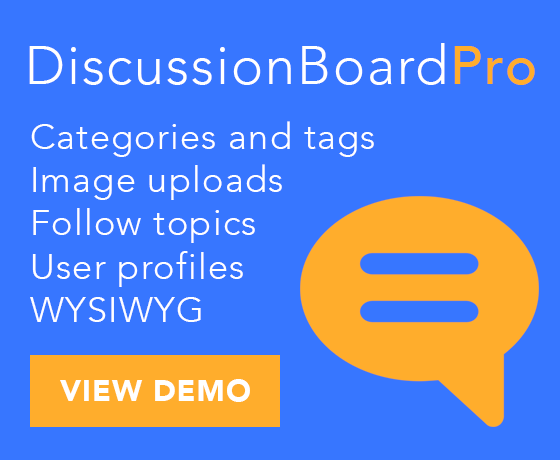 DiscussionBoardPro
Categories and tags
Image uploads
Follow topics
User profiles
WYSIWYG
VIEW DEMO